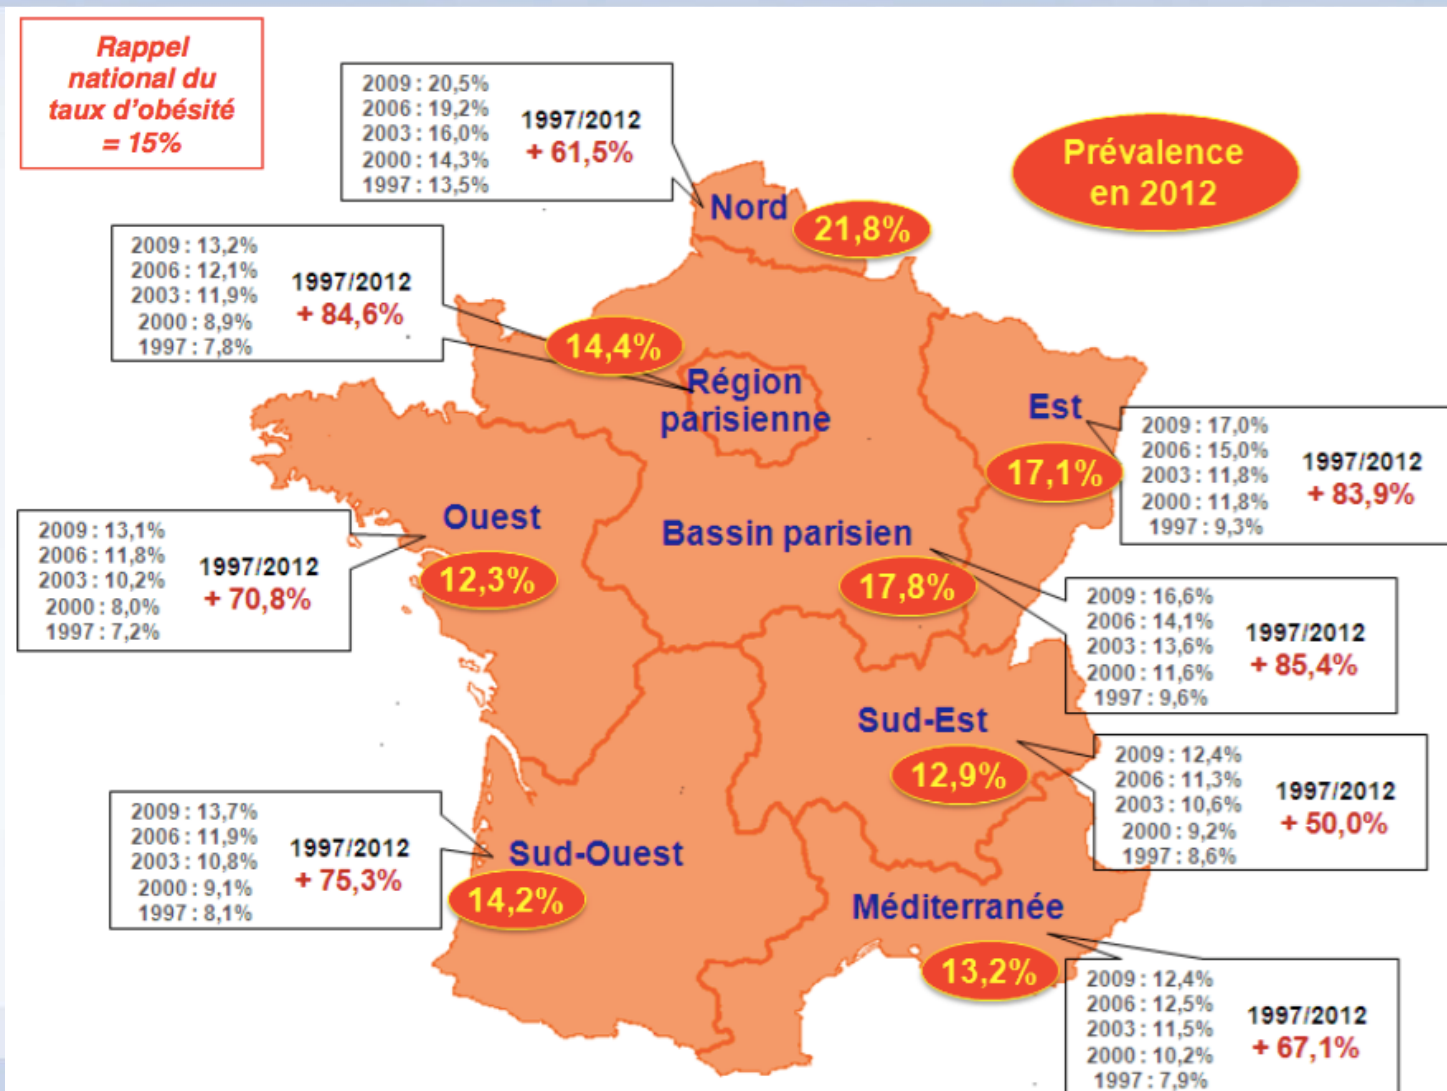 Rappel
national du
taux d'obésité
= 15%
2009 : 20,5%
2006 : 19,2%
2003 : 16,0%
2000 : 14,3%
1997 : 13,5%
1997/2012
+ 61,5%
Prévalence
en 2012
Nord
21,8%
2009 : 13,2%
2006 : 12,1%
2003 : 11,9%
2000 : 8,9%
1997 : 7,8%
1997/2012
+ 84,6%
14,4%
Région
parisienne
Est
17,1%
2009 : 17,0%
2006 : 15,0%
2003 : 11,8%
2000 : 11,8%
1997 : 9,3%
1997/2012
+ 83,9%
2009 : 13,1%
2006 : 11,8%
2003 : 10,2%
2000 : 8,0%
1997 : 7,2%
1997/2012
+ 70,8%
Ouest
12,3%
Bassin parisien
17,8%
2009 : 16,6%
2006 : 14,1%
2003 : 13,6%
2000 : 11,6%
1997 : 9,6%
1997/2012
+ 85,4%
Sud-Est
12,9%
2009 : 12,4%
2006 : 11,3%
2003 : 10,6%
2000 : 9,2%
1997 : 8,6%
1997/2012
+ 50,0%
2009 : 13,7%
2006 : 11,9%
2003 : 10,8%
2000 : 9,1%
1997 : 8,1%
1997/2012
+ 75,3%
Sud-Ouest
14,2%
Méditerranée
13,2%
2009 : 12,4%
2006 : 12,5%
2003 : 11,5%
2000 : 10,2%
1997 : 7,9%
1997/2012
+ 67,1%